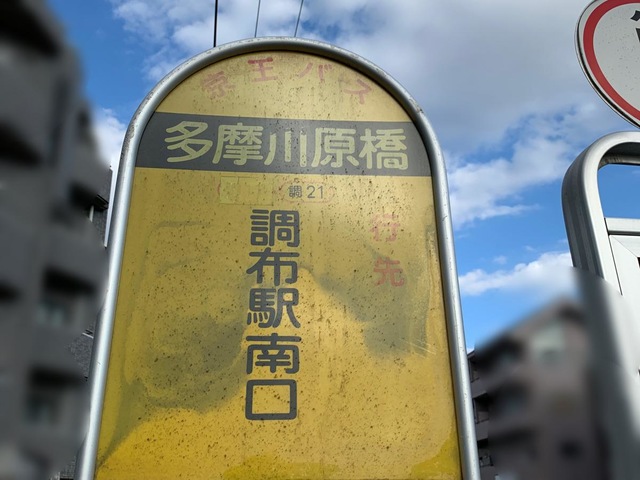 京王バス
多摩川原橋
調21
行先
調布駅南口